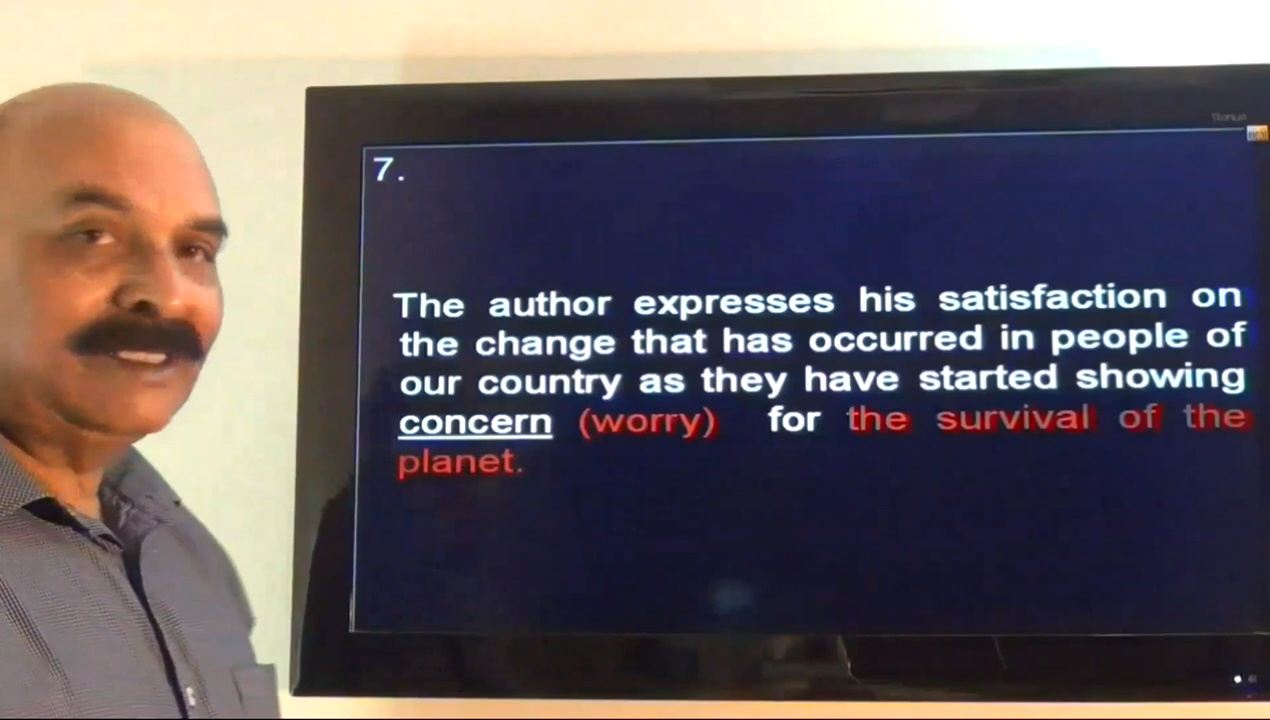 7.
The author expresses his satisfaction on
the change that has occurred in people of
our country as they have started showing
concern (worry) for the survival of the
planet.